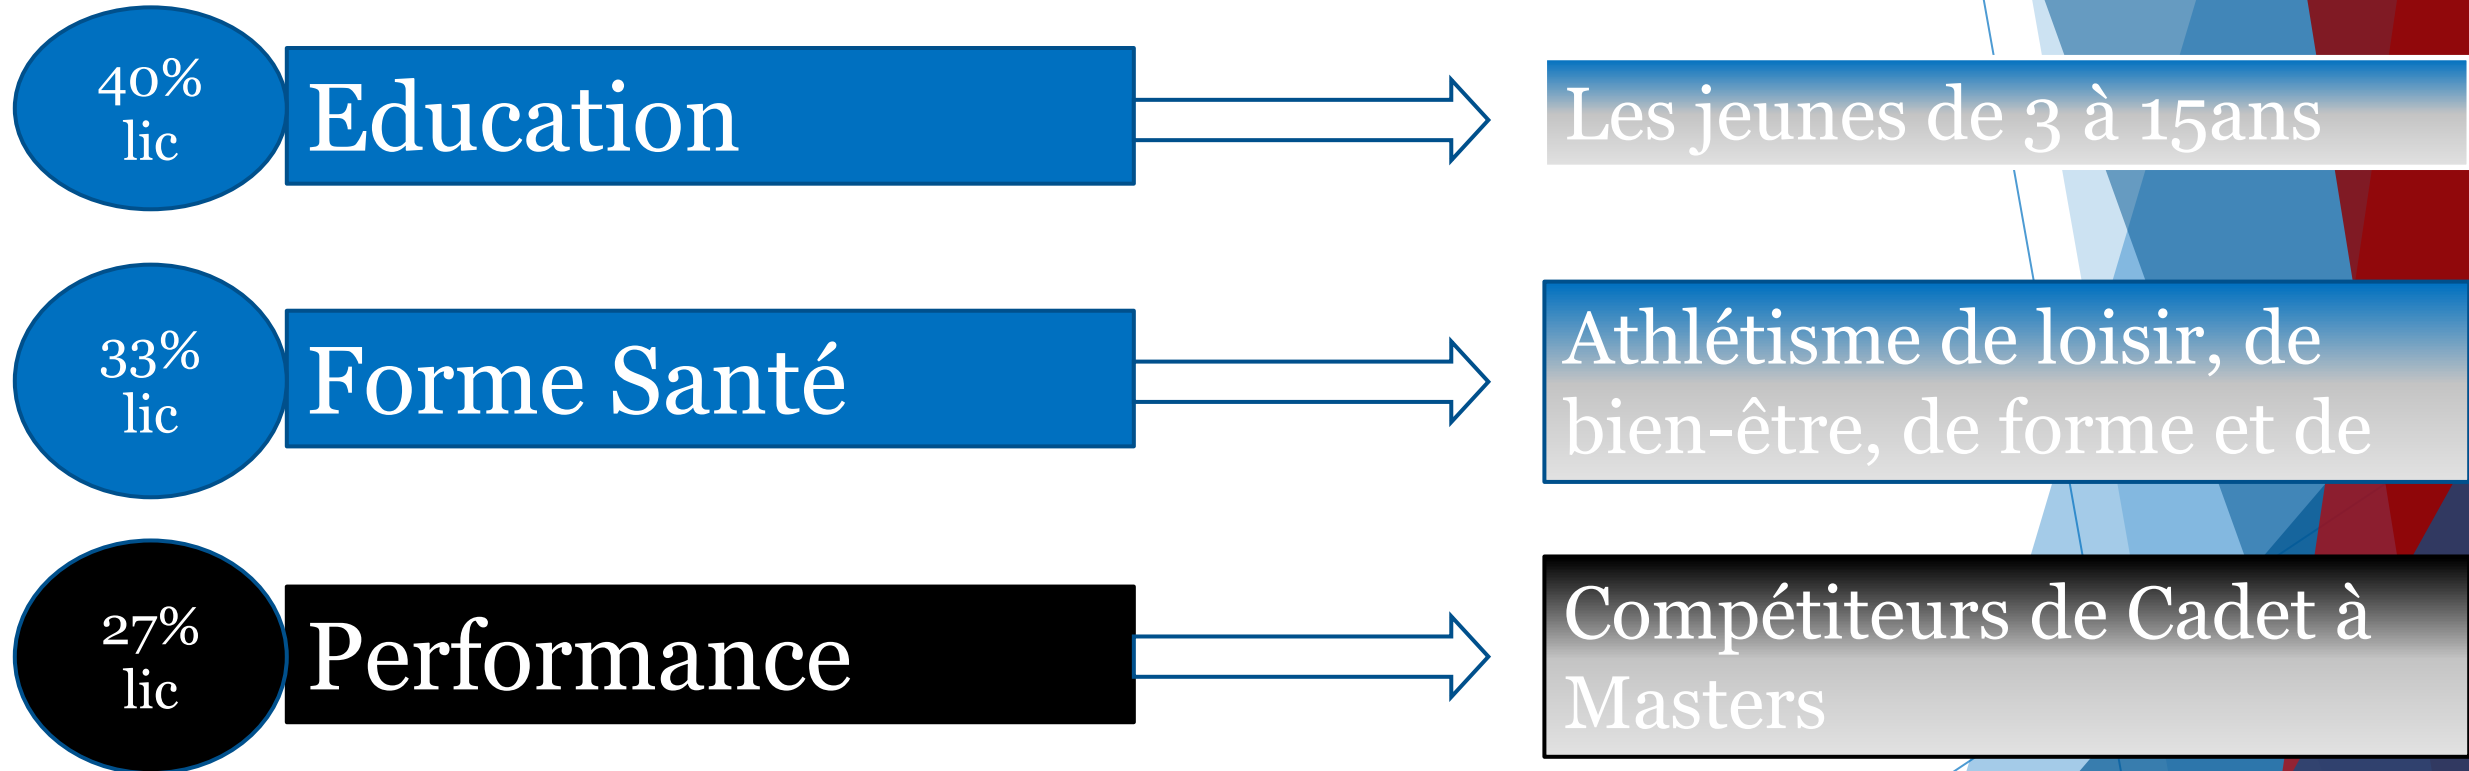 40%
lic
Education
Les jeunes de 3 à 15ans
33%
lic
Forme Santé
Athlétisme de loisir, de
bien-être, de forme et de
27%
lic
Performance
Compétiteurs de Cadet à
Masters